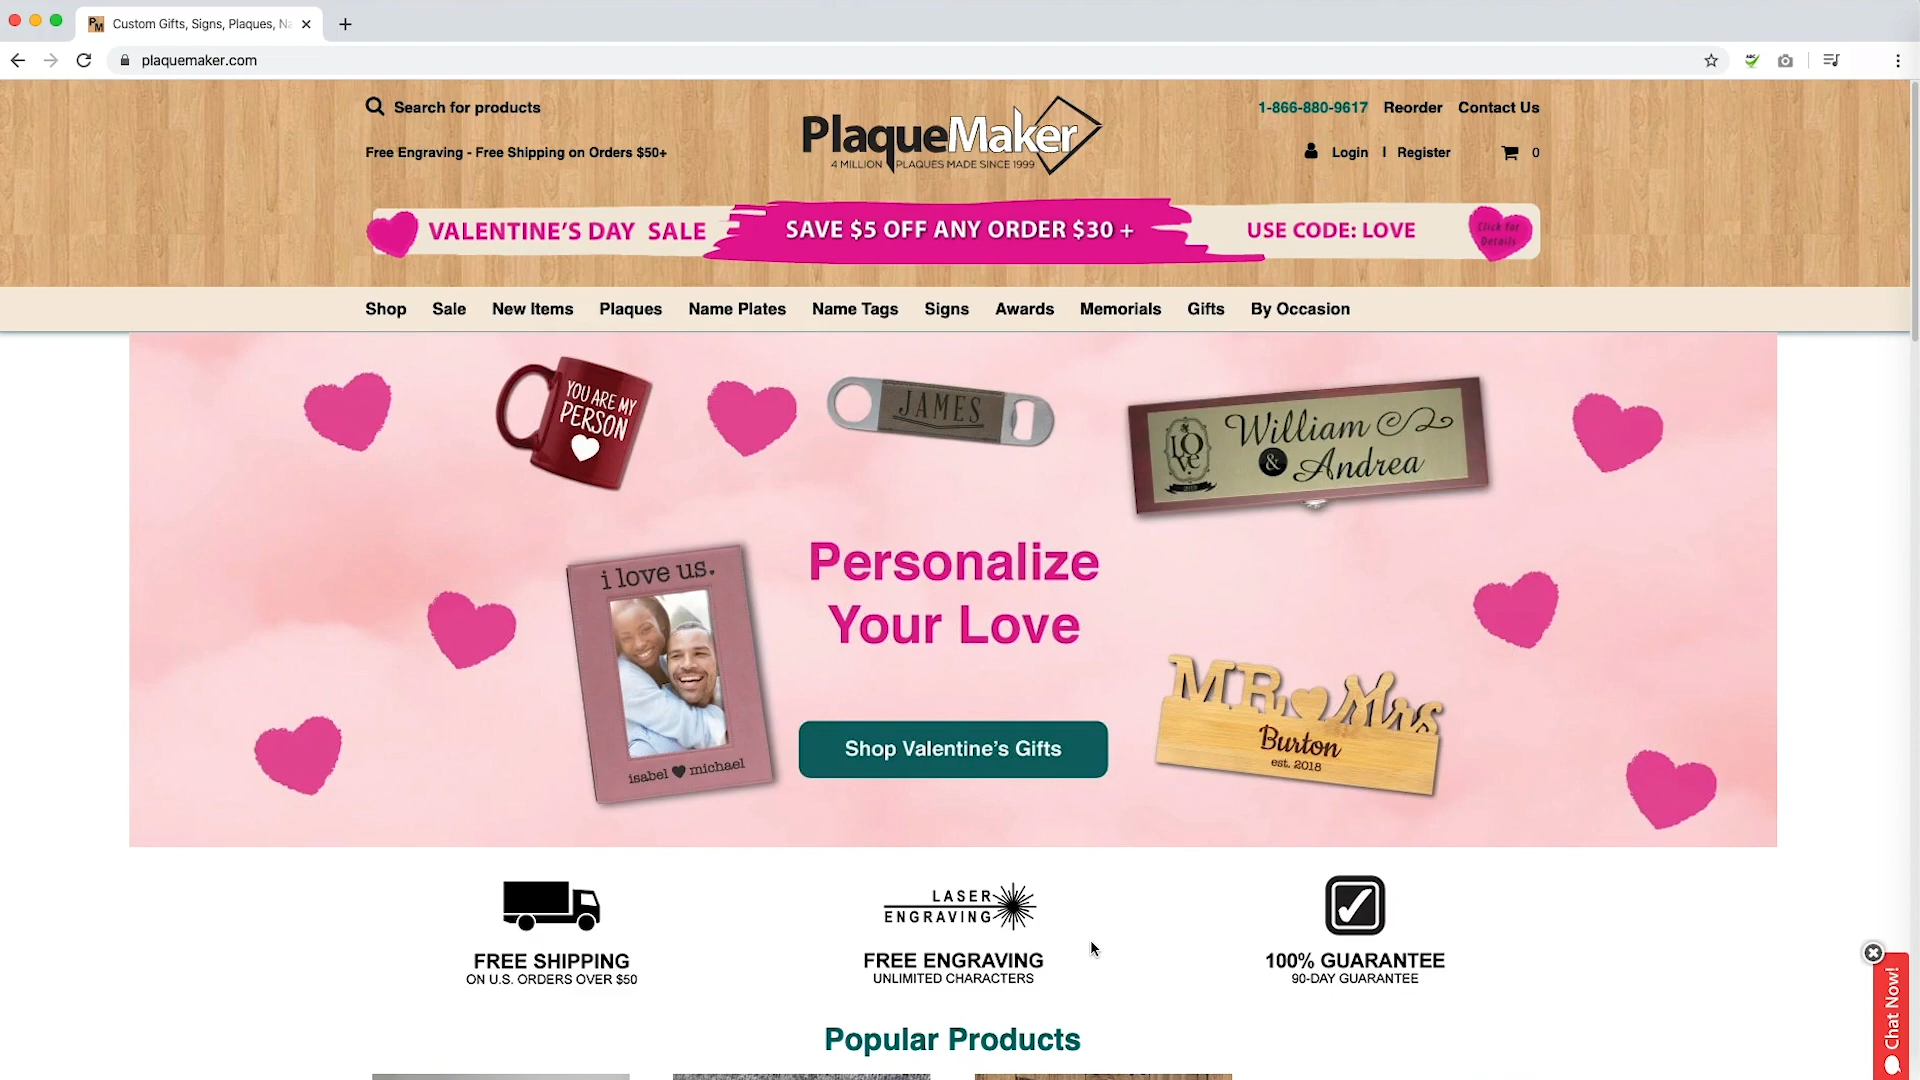 Custom Gifts, Signs, Plaques, Na
plaquemaker.com
Search for products
1-866-880-9617 Reorder Contact Us
PlaqueMaker
4 MILLION PLAQUES MADE SINCE 1999
Free Engraving - Free Shipping on Orders $50+
Login | Register 0
VALENTINE'S DAY SALE SAVE $5 OFF ANY ORDER $30 + USE CODE: LOVE Click for
Details
Shop Sale New Items Plaques Name Plates Name Tags Signs Awards Memorials Gifts By Occasion
YOU ARE MY
PERSON
JAMES
LOVE
William
& Andrea
i love us.
isabel michael
Personalize
Your Love
Shop Valentine's Gifts
MR Mrs
Burton
est. 2018
LASER
ENGRAVING
FREE SHIPPING
ON U.S. ORDERS OVER $50
FREE ENGRAVING
UNLIMITED CHARACTERS
100% GUARANTEE
90-DAY GUARANTEE
Chat Now!
Popular Products